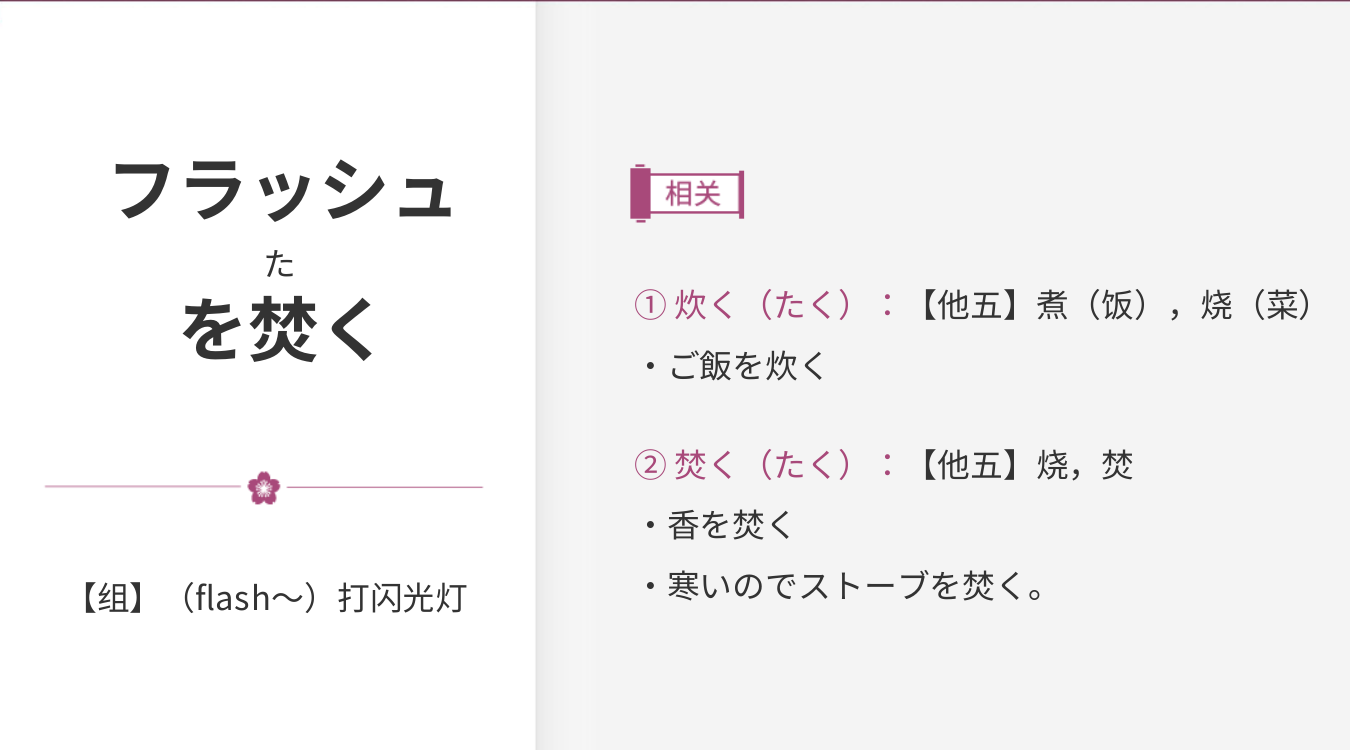 フラッシュ
た
を焚く
【组】（flash～）打闪光灯
相关
① 炊く（たく）：【他五】煮（饭），烧（菜）
・ご飯を炊く
② 焚く（たく）：【他五】烧，焚
・香を焚く
・寒いのでストーブを焚く。